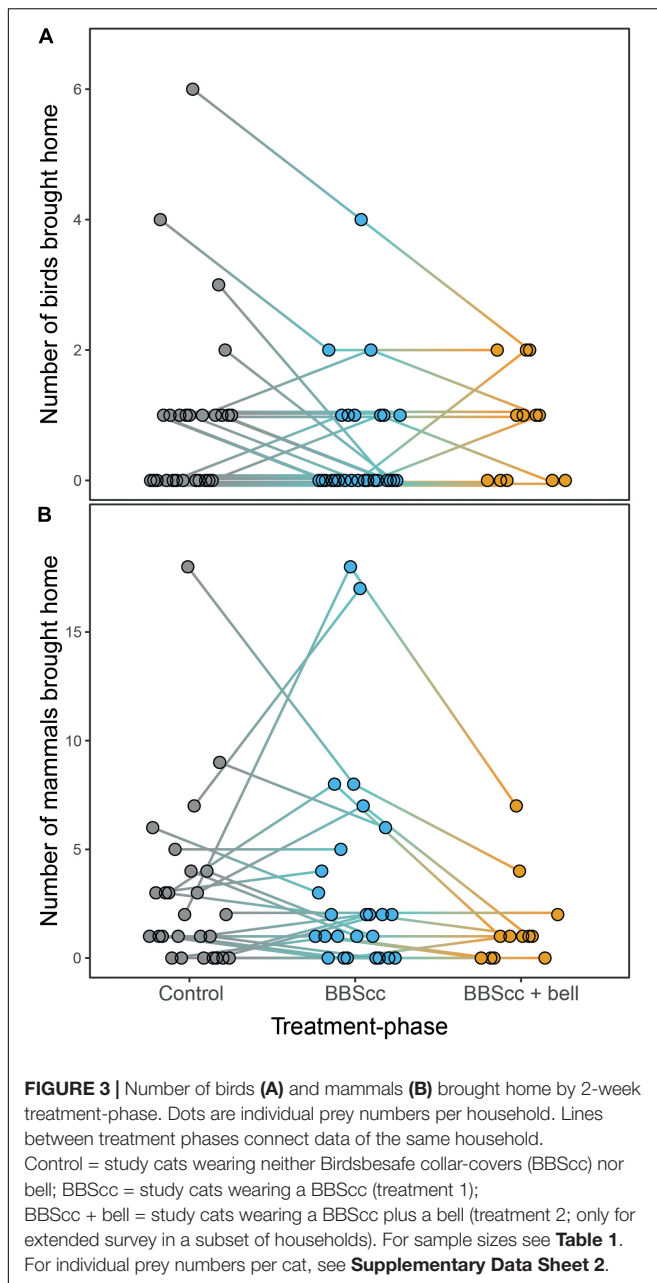 A
Number of birds brought home
6
4
2
0
B
Number of mammals brought home
15
10
5
0
Control BBScc BBScc + bell
Treatment-phase
FIGURE 3 | Number of birds (A) and mammals (B) brought home by 2-week
treatment-phase. Dots are individual prey numbers per household. Lines
between treatment phases connect data of the same household.
Control = study cats wearing neither Birdsbesafe collar-covers (BBScc) nor
bell; BBScc = study cats wearing a BBScc (treatment 1);
BBScc + bell = study cats wearing a BBScc plus a bell (treatment 2; only for
extended survey in a subset of households). For sample sizes see Table 1.
For individual prey numbers per cat, see Supplementary Data Sheet 2.